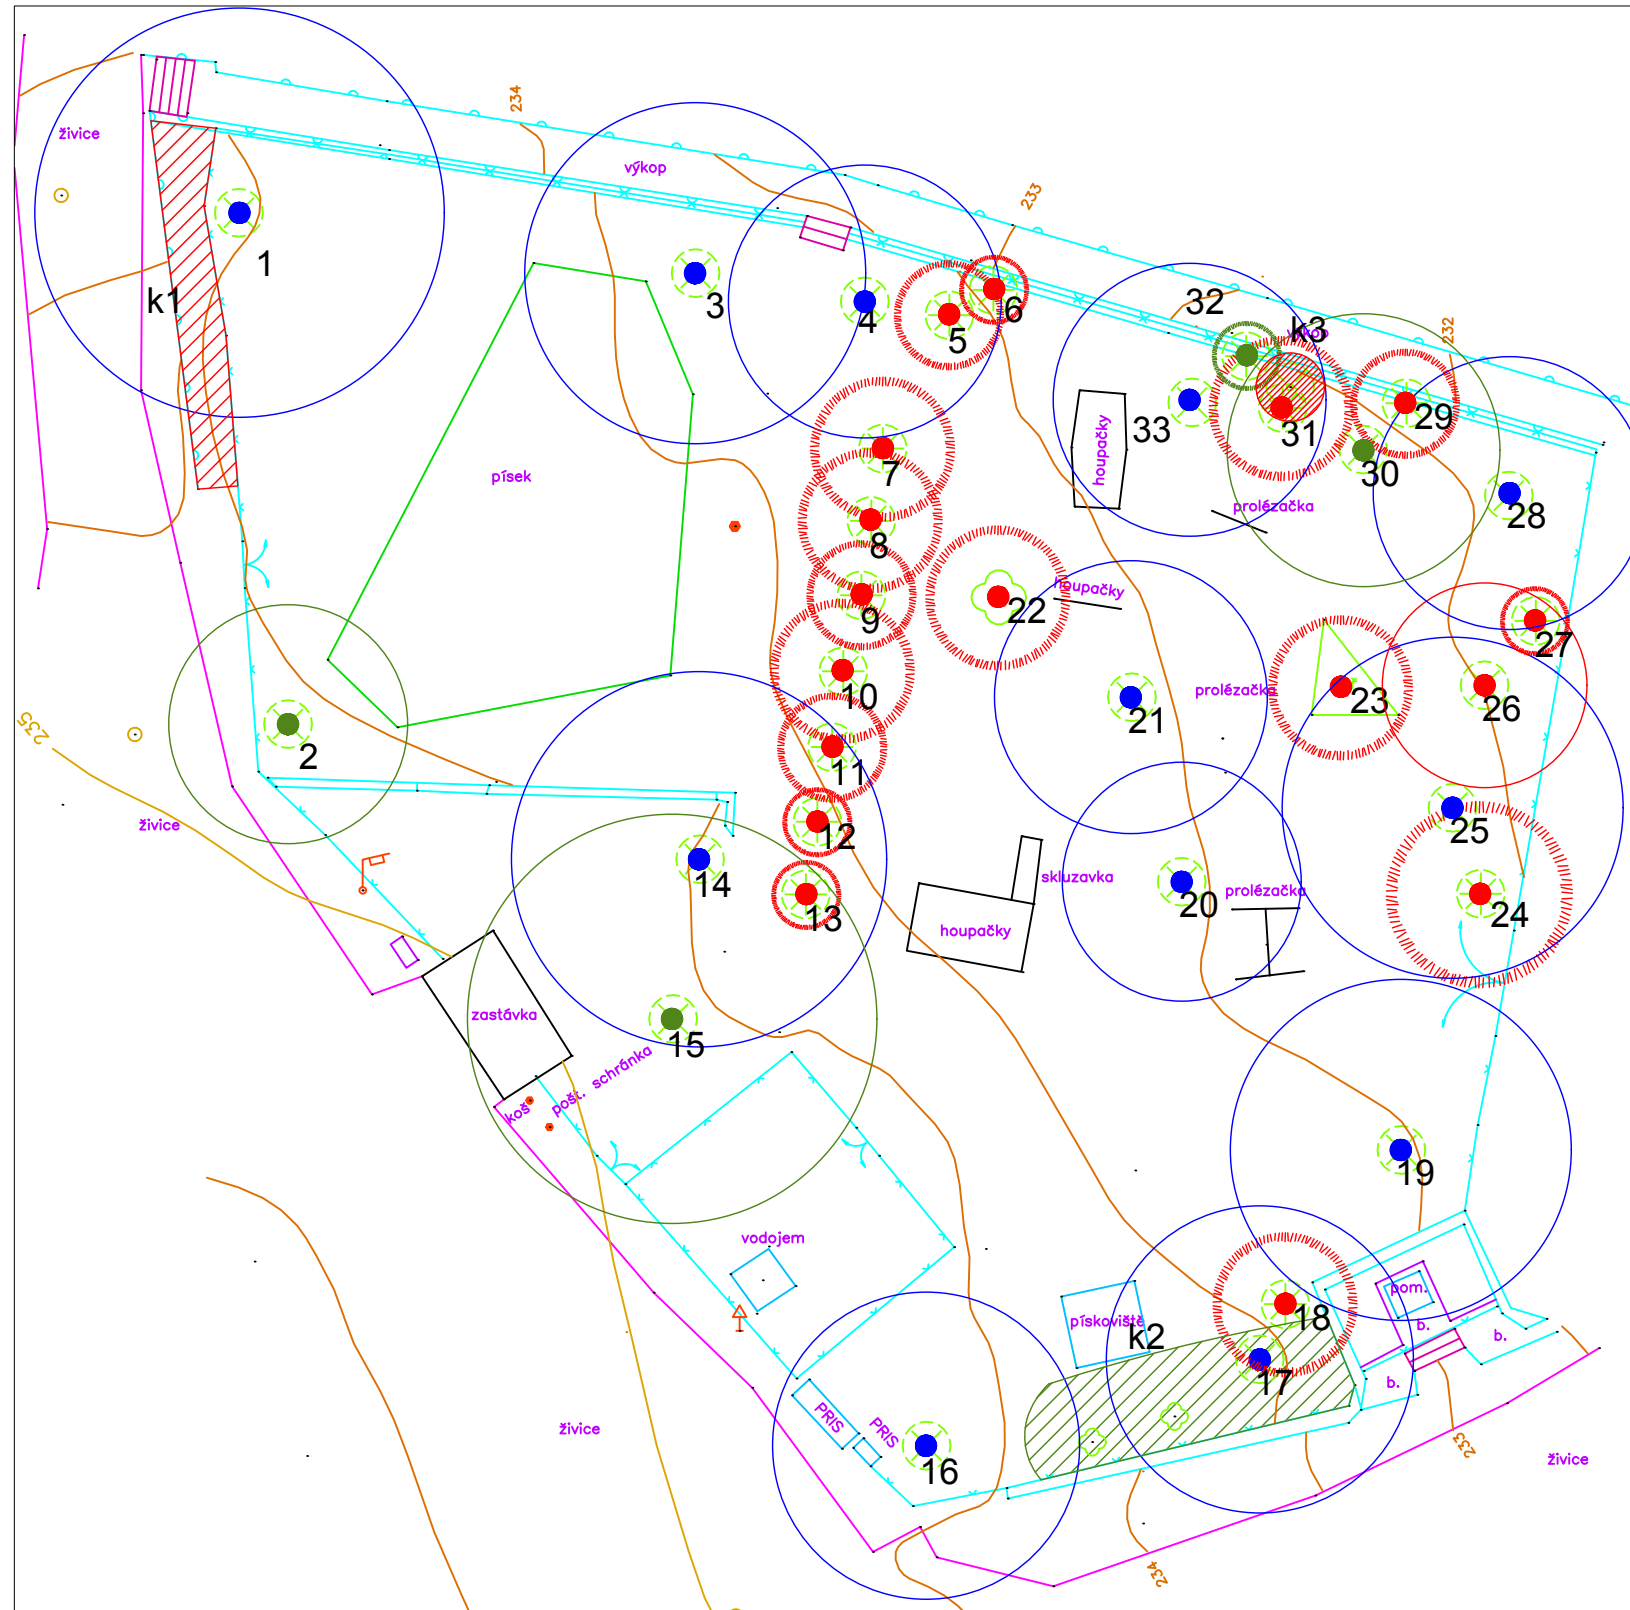 234
živice
výkop
233
1
k1
3
4
5
6
32
k3
výkop
232
29
31
33
houpačky
30
7
písek
prolézačka
28
8
houpačky
9
22
27
10
prolézačka
23
26
21
235
2
11
živice
12
25
14
skluzavka
prolézačka
20
24
13
houpačky
zastávka
15
pošt. schránka
koš
19
vodojem
pískoviště
k2
18
pom.
b.
b.
17
b.
PRIS
PRIS
živice
16
233
živice
234